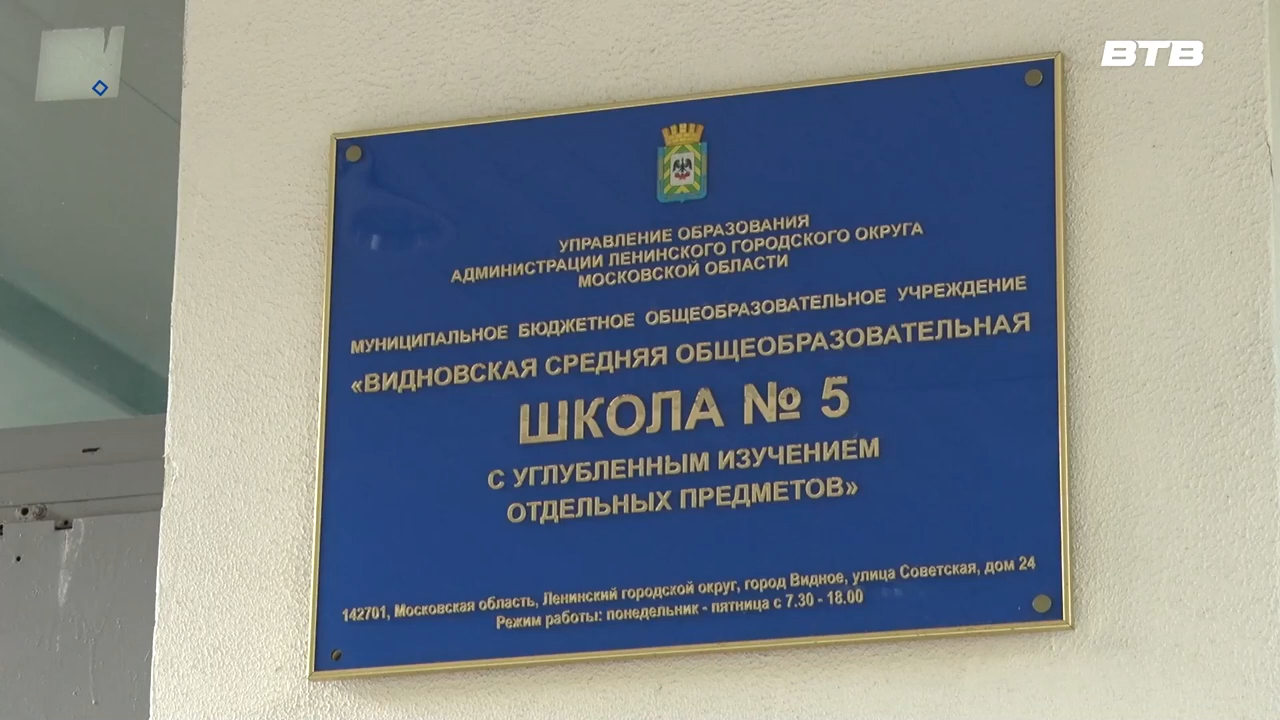 ВТВ
УПРАВЛЕНИЕ ОБРАЗОВАНИЯ
АДМИНИСТРАЦИИ ЛЕНИНСКОГО ГОРОДСКОГО ОКРУГА
МОСКОВСКОЙ ОБЛАСТИ
МУНИЦИПАЛЬНОЕ БЮДЖЕТНОЕ ОБЩЕОБРАЗОВАТЕЛЬНОЕ УЧРЕЖДЕНИЕ
«ВИДНОВСКАЯ СРЕДНЯЯ ОБЩЕОБРАЗОВАТЕЛЬНАЯ
ШКОЛА № 5
С УГЛУБЛЕННЫМ ИЗУЧЕНИЕМ
ОТДЕЛЬНЫХ ПРЕДМЕТОВ»
142701, Московская область, Ленинский городской округ, город Видное, улица Советская, дом 24
Режим работы: понедельник - пятница с 7.30 - 18.00